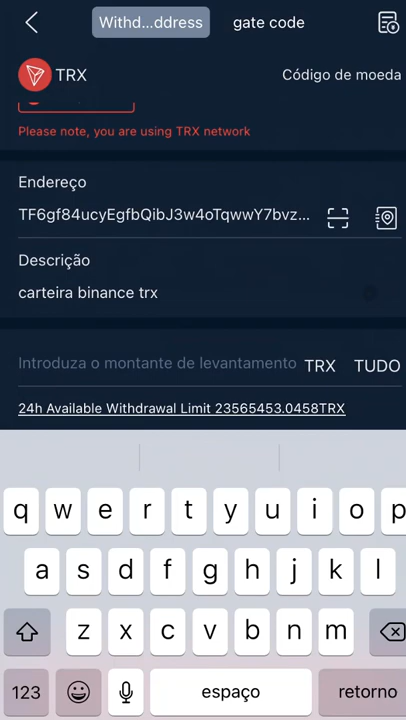 Withd...ddress gate code
TRX Código de moeda
Please note, you are using TRX network
Endereço
TF6gf84ucyEgfbQibJ3w4oTqwwY7bvz...
Descrição
carteira binance trx
Introduza o montante de levantamento TRX TUDO
24h Available Withdrawal Limit 23565453.0458TRX
q w e r t y u i o p
a s d f g h j k l
z x c v b n m
123 espaço retorno